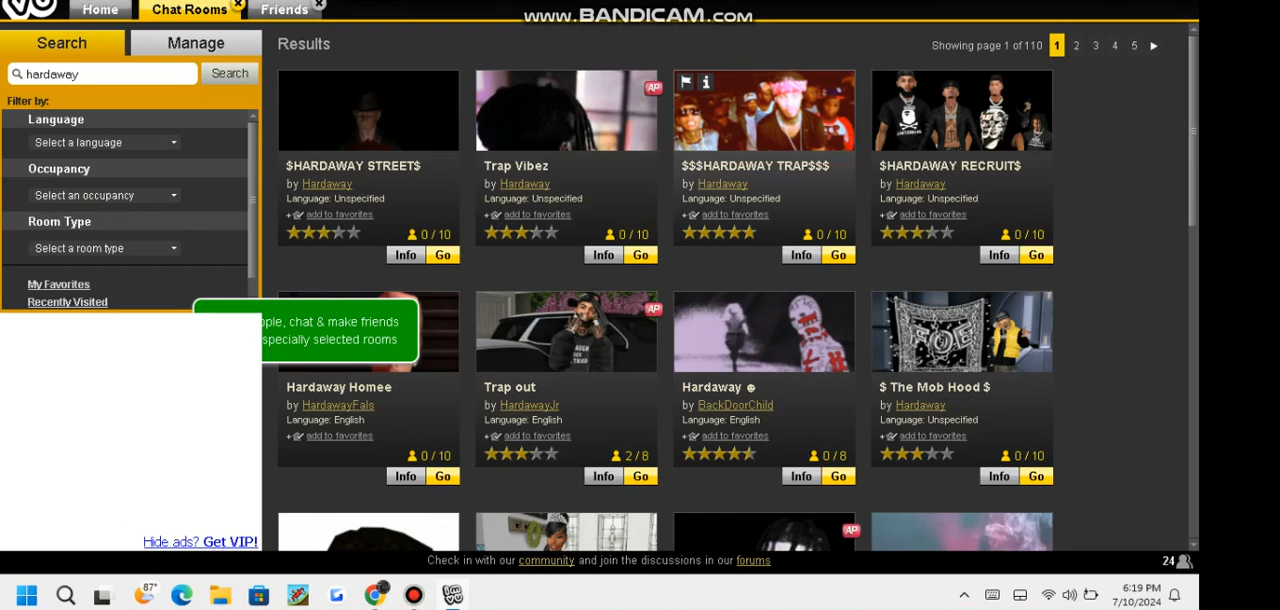 www.BANDICAM.com
Home
Chat Rooms
Friends
Search
Manage
hardaway
Search
Filter by:
Language
Select a language
Occupancy
Select an occupancy
Room Type
Select a room type
My Favorites
Recently Visited
chat & make friends
specially selected rooms
Hide ads? Get VIP!
Results
Showing page 1 of 110 1 2 3 4 5
$HARDAWAY STREET$
by Hardaway
Language: Unspecified
+ add to favorites
0 / 10
Info Go
AP
Trap Vibez
by Hardaway
Language: Unspecified
+ add to favorites
0 / 10
Info Go
$$$HARDAWAY TRAP$$$
by Hardaway
Language: Unspecified
+ add to favorites
0 / 10
Info Go
$HARDAWAY RECRUIT$
by Hardaway
Language: Unspecified
+ add to favorites
0 / 10
Info Go
Hardaway Homee
by HardawayFals
Language: English
+ add to favorites
0 / 10
Info Go
AP
Trap out
by HardawayJr
Language: English
+ add to favorites
2 / 8
Info Go
Hardaway ☻
by BackDoorChild
Language: English
+ add to favorites
0 / 8
Info Go
$ The Mob Hood $
by Hardaway
Language: Unspecified
+ add to favorites
0 / 10
Info Go
AP
Check in with our community and join the discussions in our forums
24
87°
6:19 PM
7/10/2024